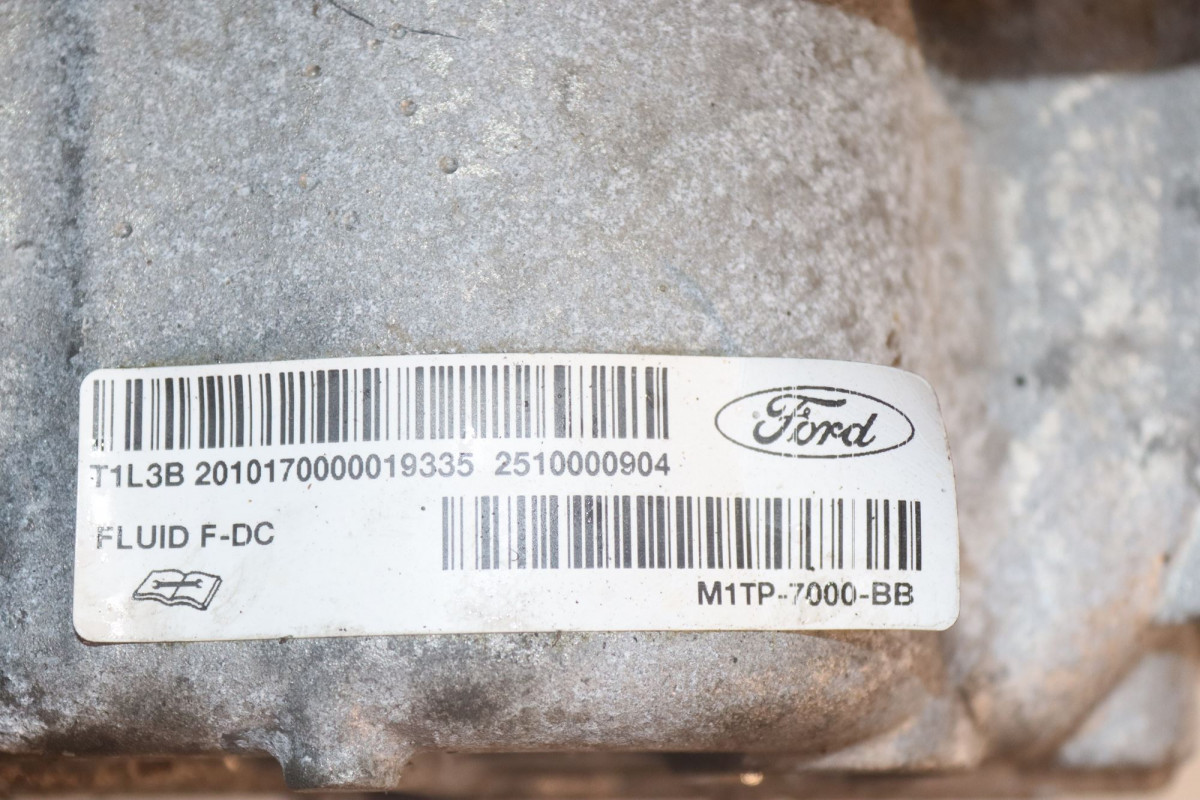 Ford
T1L3B 2010170000019335 2510000904
FLUID F-DC
M1TP-7000-BB